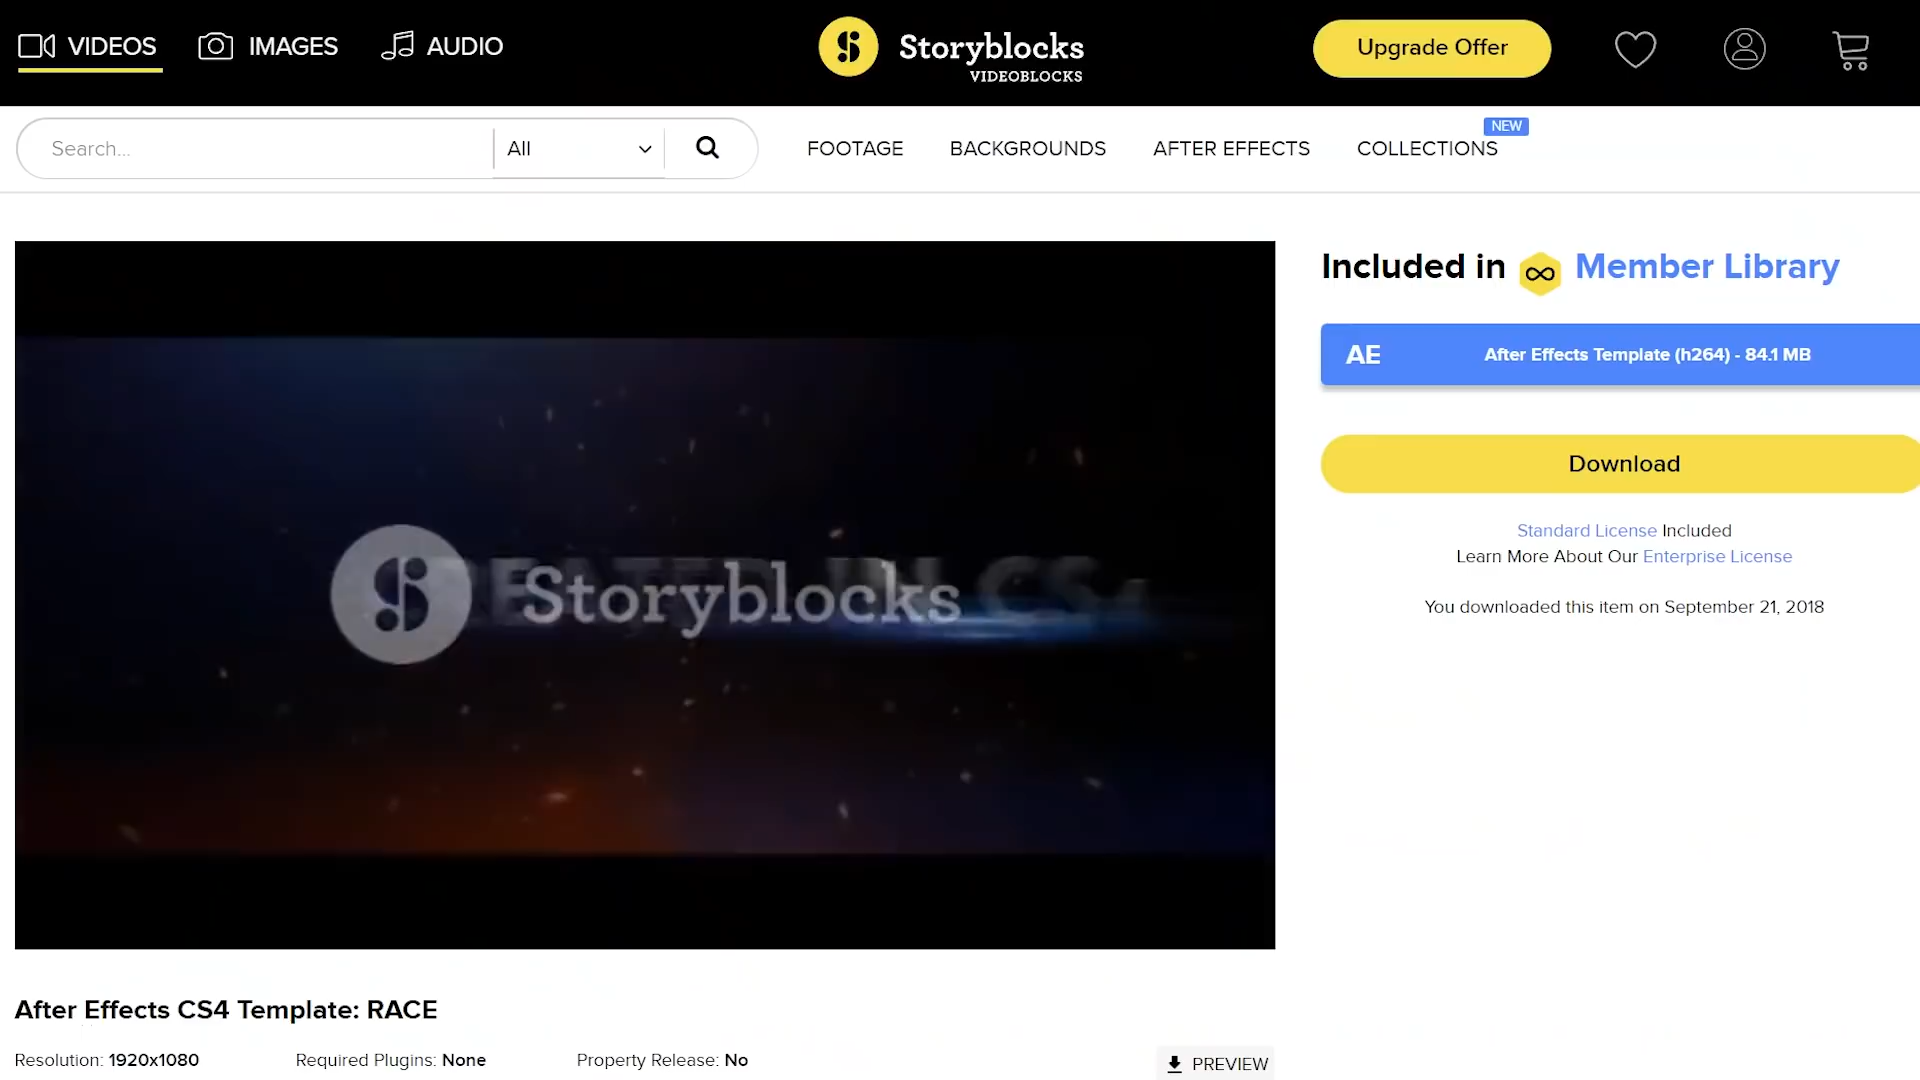 VIDEOS IMAGES AUDIO
Storyblocks
VIDEOBLOCKS
Upgrade Offer
Search...
All
FOOTAGE BACKGROUNDS AFTER EFFECTS COLLECTIONS
NEW
Included in Member Library
AE After Effects Template (h264) - 84.1 MB
Download
Standard License Included
Learn More About Our Enterprise License
You downloaded this item on September 21, 2018
Storyblocks
CREATED IN CS4
After Effects CS4 Template: RACE
Resolution: 1920x1080 Required Plugins: None Property Release: No
PREVIEW